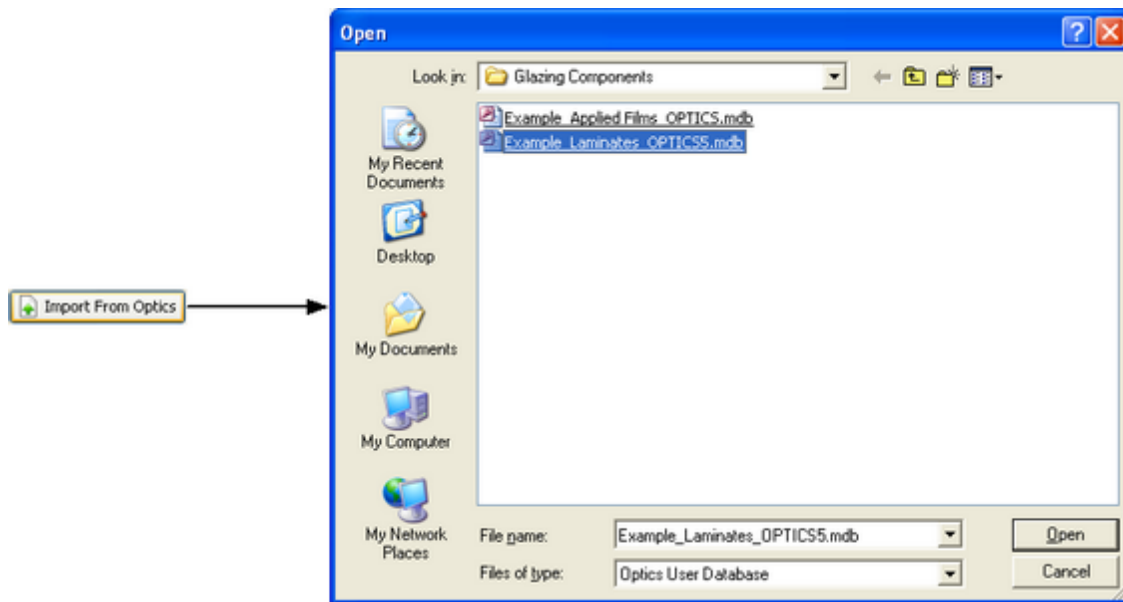 Open
Look in: Glazing Components
Example_Applied Films_OPTICS.mdb
Example_Laminates_OPTICS5.mdb
My Recent
Documents
Desktop
Import From Optics
My Documents
My Computer
My Network
Places
File name: Example_Laminates_OPTICS5.mdb Open
Files of type: Optics User Database Cancel